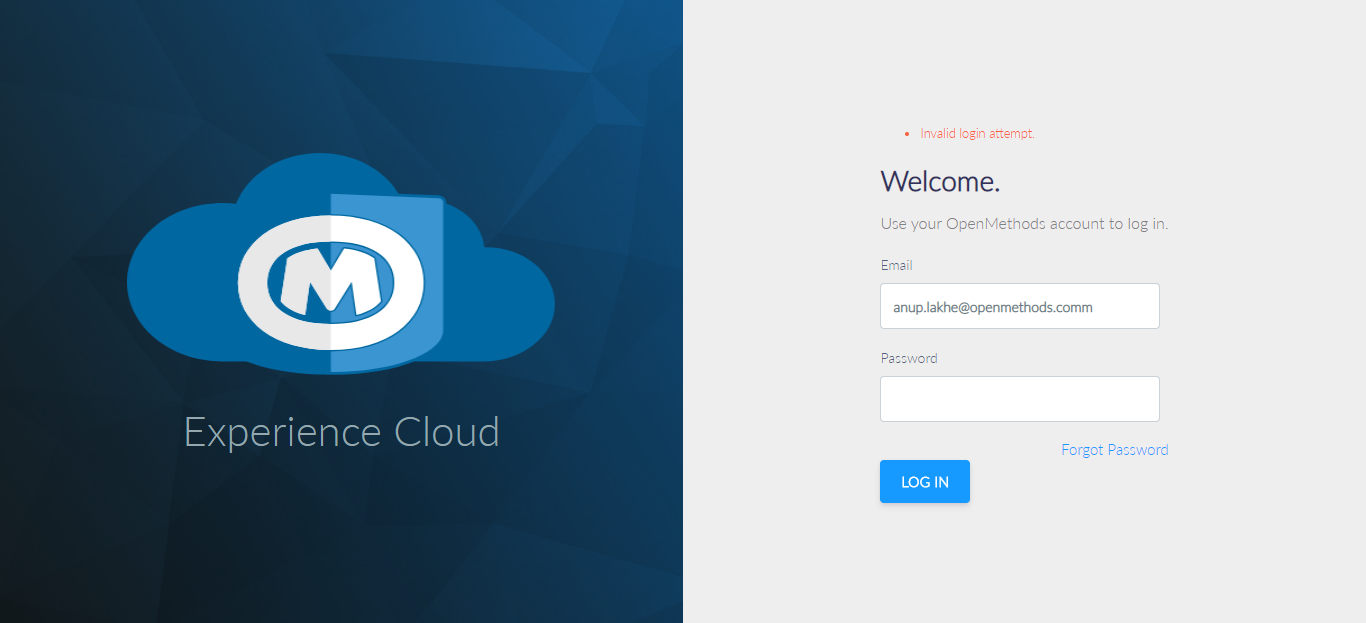 Experience Cloud
Invalid login attempt.
Welcome.
Use your OpenMethods account to log in.
Email
anup.lakhe@openmethods.comm
Password
Forgot Password
LOG IN